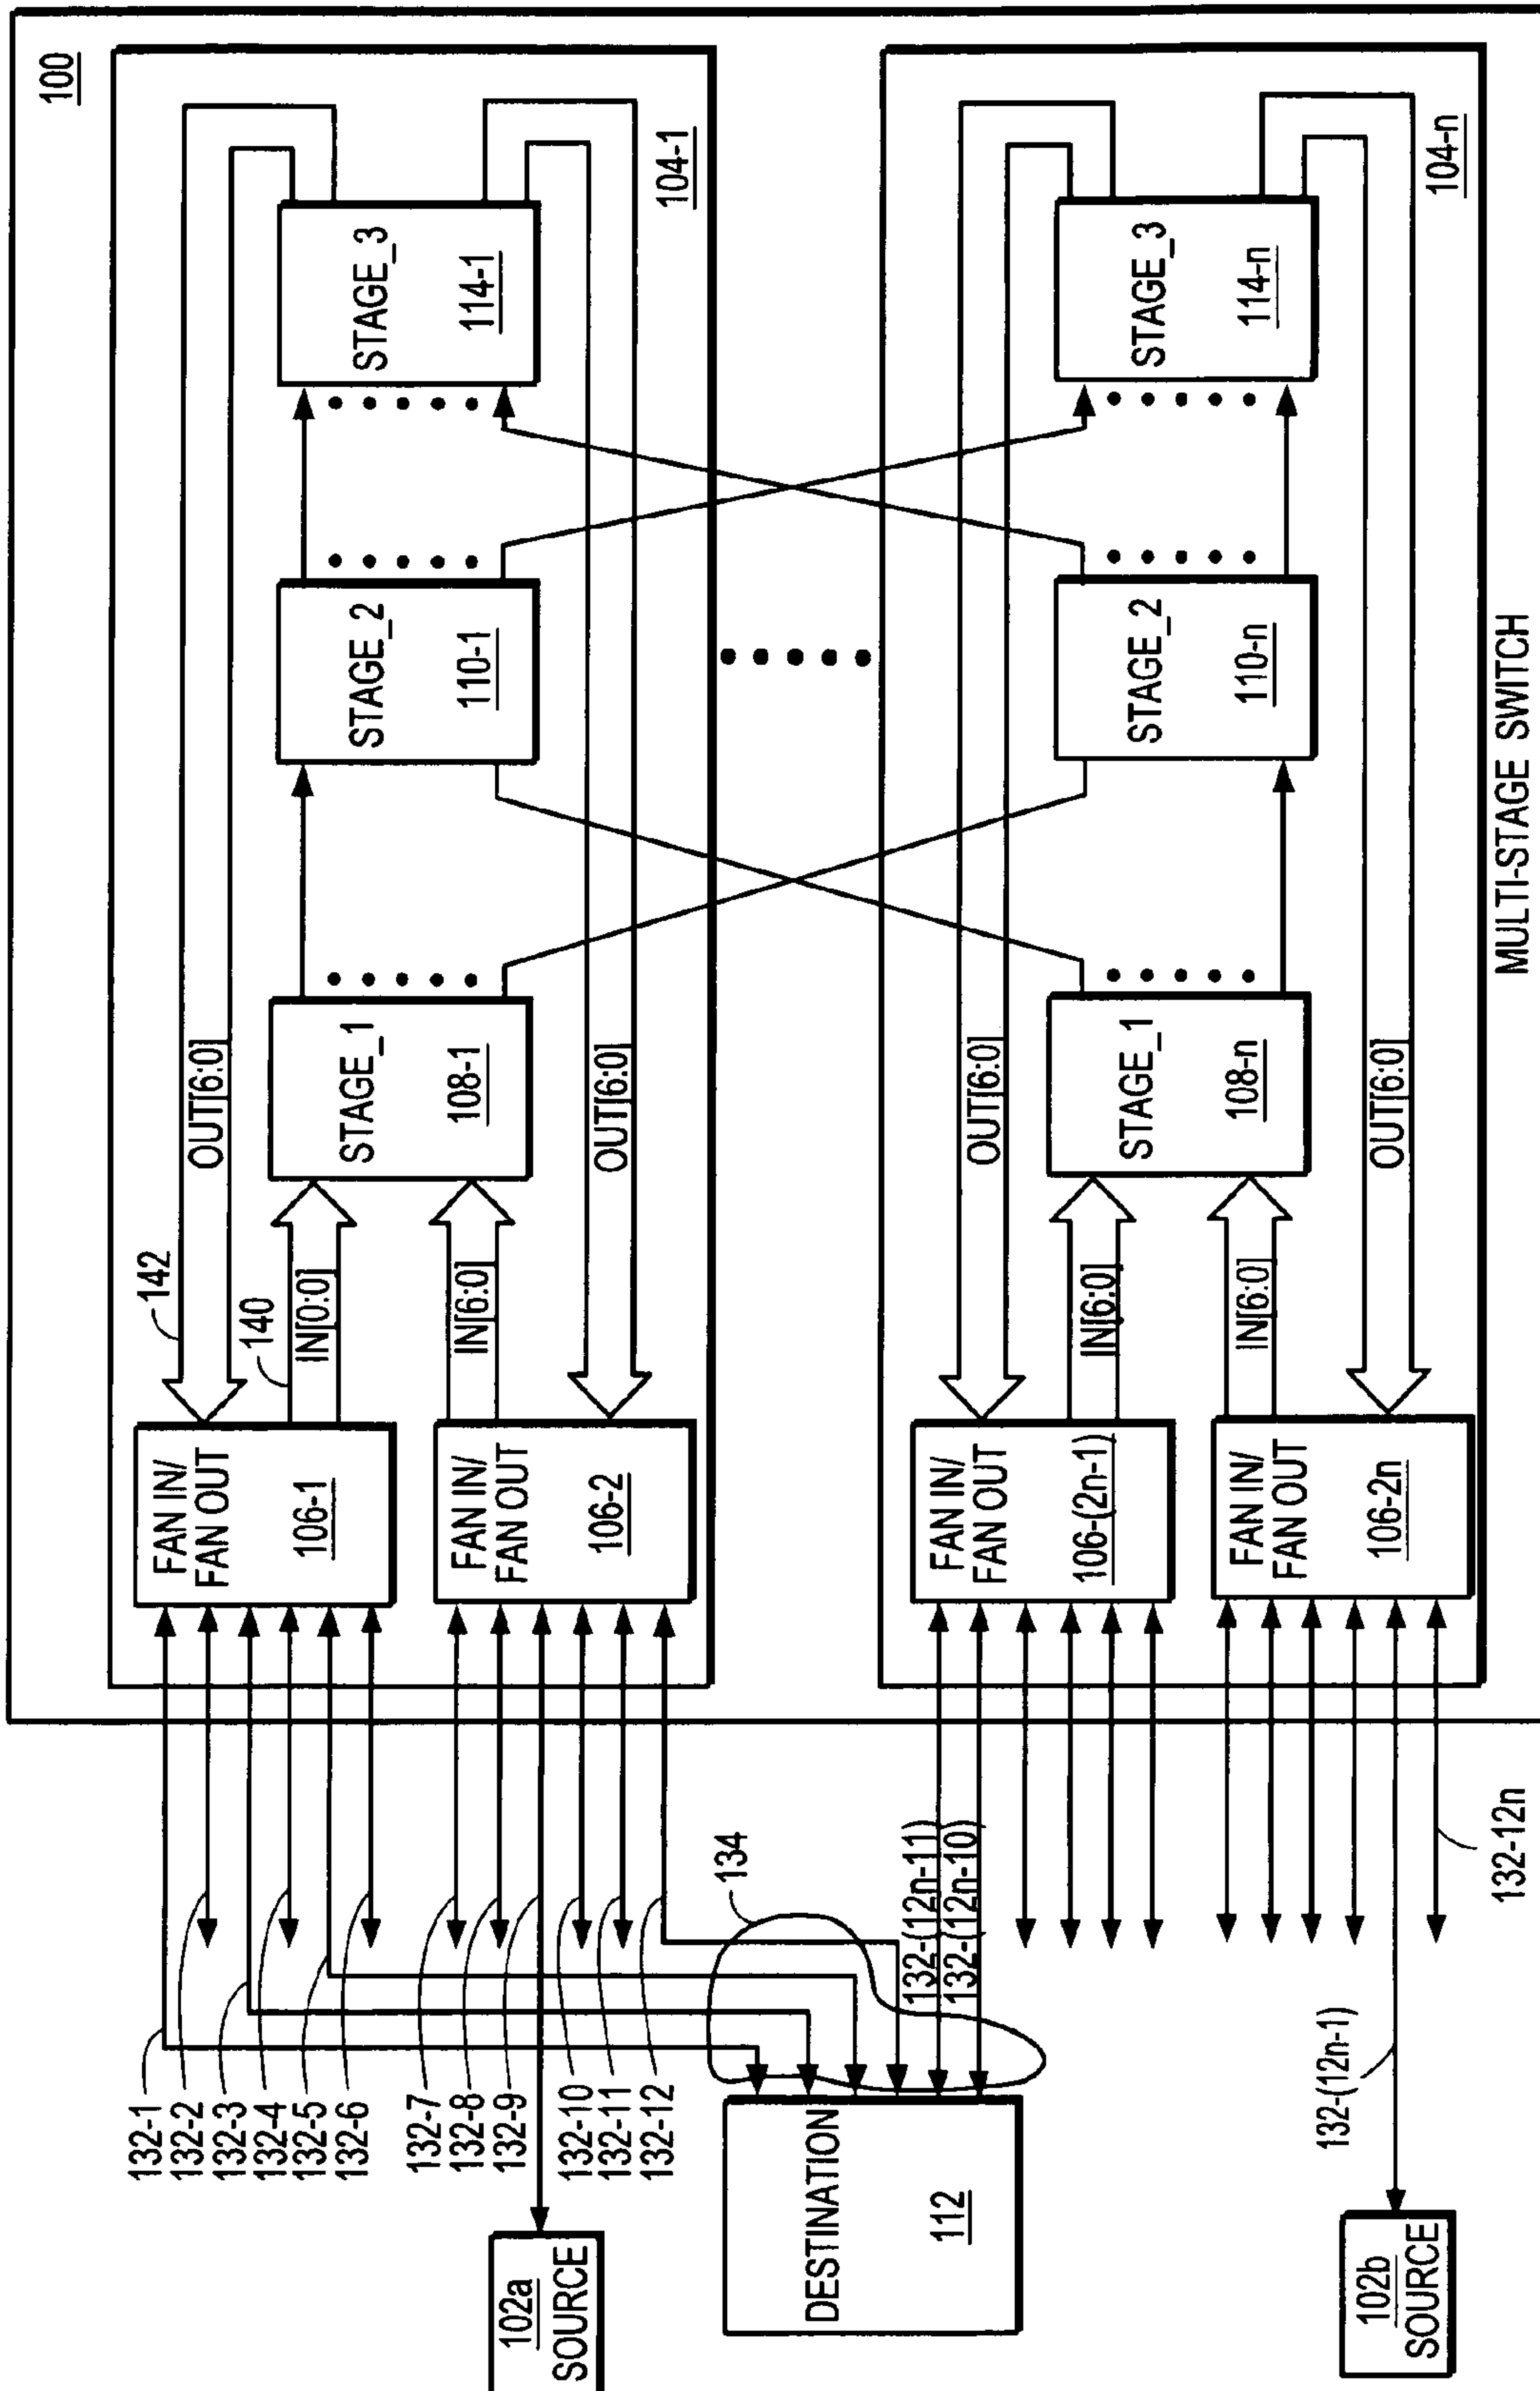 100
142
OUT[6:0]
140
FAN IN/
FAN OUT
106-1
IN[0:0]
STAGE_1
108-1
STAGE_2
110-1
STAGE_3
114-1
FAN IN/
FAN OUT
106-2
IN[6:0]
OUT[6:0]
104-1
132-1
132-2
132-3
132-4
132-5
132-6
132-7
132-8
132-9
132-10
132-11
132-12
102a
SOURCE
134
DESTINATION
112
132-(12n-11)
132-(12n-10)
OUT[6:0]
FAN IN/
FAN OUT
106-(2n-1)
IN[6:0]
STAGE_1
108-n
STAGE_2
110-n
STAGE_3
114-n
FAN IN/
FAN OUT
106-2n
IN[6:0]
OUT[6:0]
104-n
132-(12n-1)
132-12n
102b
SOURCE
MULTI-STAGE SWITCH